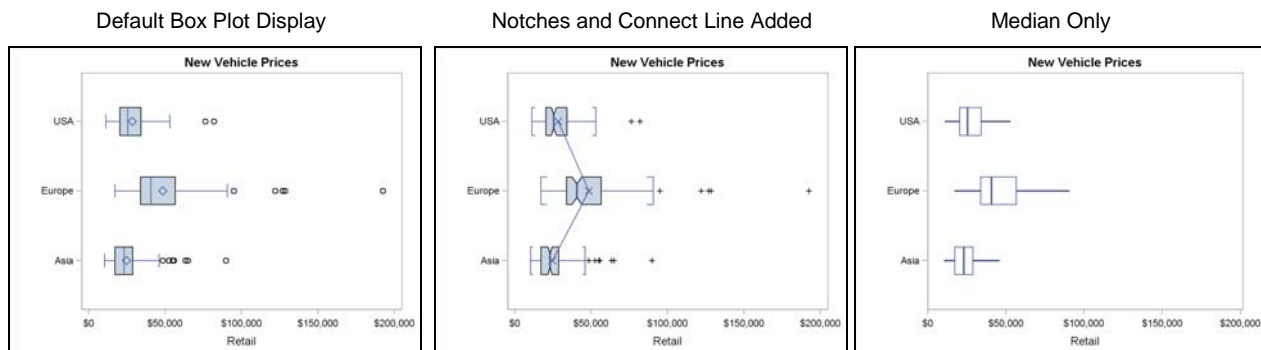 Default Box Plot Display
Notches and Connect Line Added
Median Only
New Vehicle Prices
USA
Europe
Asia
$0 $50,000 $100,000 $150,000 $200,000
Retail
New Vehicle Prices
USA
Europe
Asia
$0 $50,000 $100,000 $150,000 $200,000
Retail
New Vehicle Prices
USA
Europe
Asia
$0 $50,000 $100,000 $150,000 $200,000
Retail